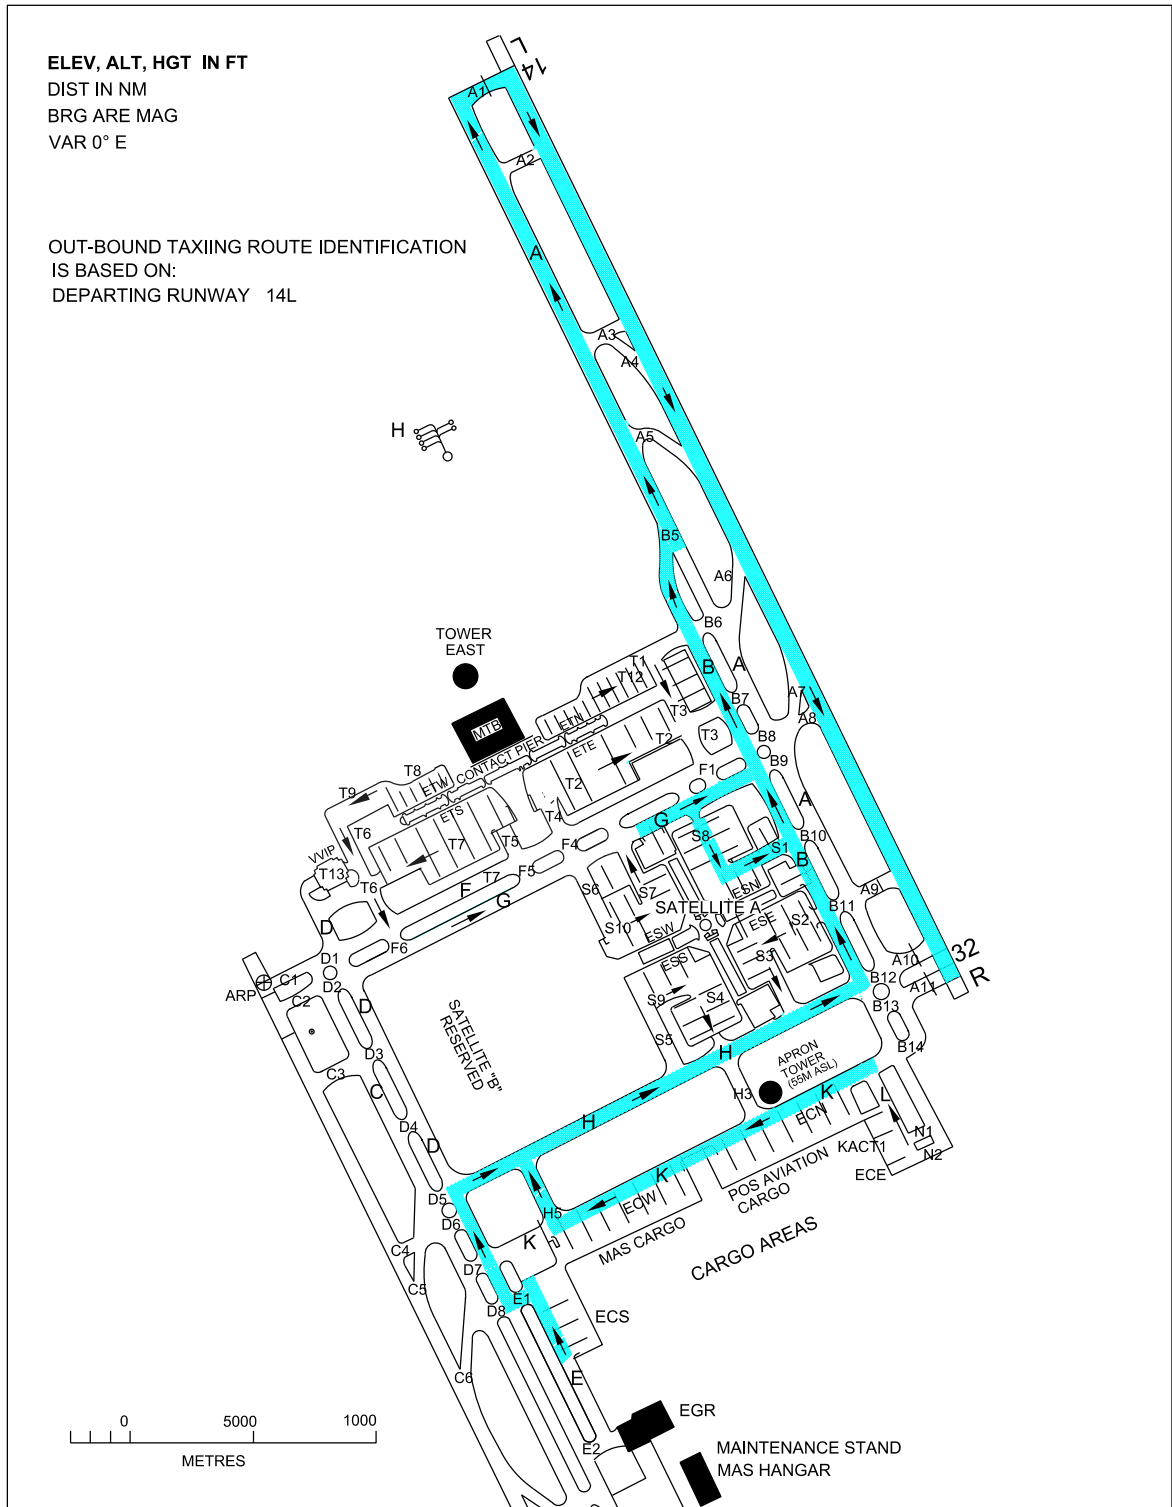 ELEV, ALT, HGT IN FT
DIST IN NM
BRG ARE MAG
VAR 0° E
OUT-BOUND TAXIING ROUTE IDENTIFICATION
IS BASED ON:
DEPARTING RUNWAY 14L
14
L
A1
A2
A
A3
A4
H
A5
B5
A6
B6
TOWER
EAST
T1
T12
B
A
MTB
CONTACT PIER
ETN
ETE
T3
T2
T3
B7
A7
A8
B8
B9
T8
ETW
T9
ETS
T2
F1
T6
T7
T5
T4
G
S8
A
B10
S1
B
VVIP
T13
T6
F
T7
F5
F4
G
S6
S7
ESN
A9
SATELLITE A
B11
S10
ESW
ESE
S2
D
F6
ESS
S3
A10
32
R
A11
D1
D2
ARP
C1
C2
D
S9
S4
B12
B13
SATELLITE "B"
RESERVED
S5
H
B14
C3
D3
C
D4
APRON
TOWER
(55M ASL)
H3
K
ECN
L
D
H
N1
N2
KACT1
ECE
K
POS AVIATION
CARGO
D5
D6
H5
ECW
K
MAS CARGO
CARGO AREAS
C4
C5
D7
D8
E1
ECS
C6
E
E2
EGR
MAINTENANCE STAND
MAS HANGAR
0 5000 1000
METRES